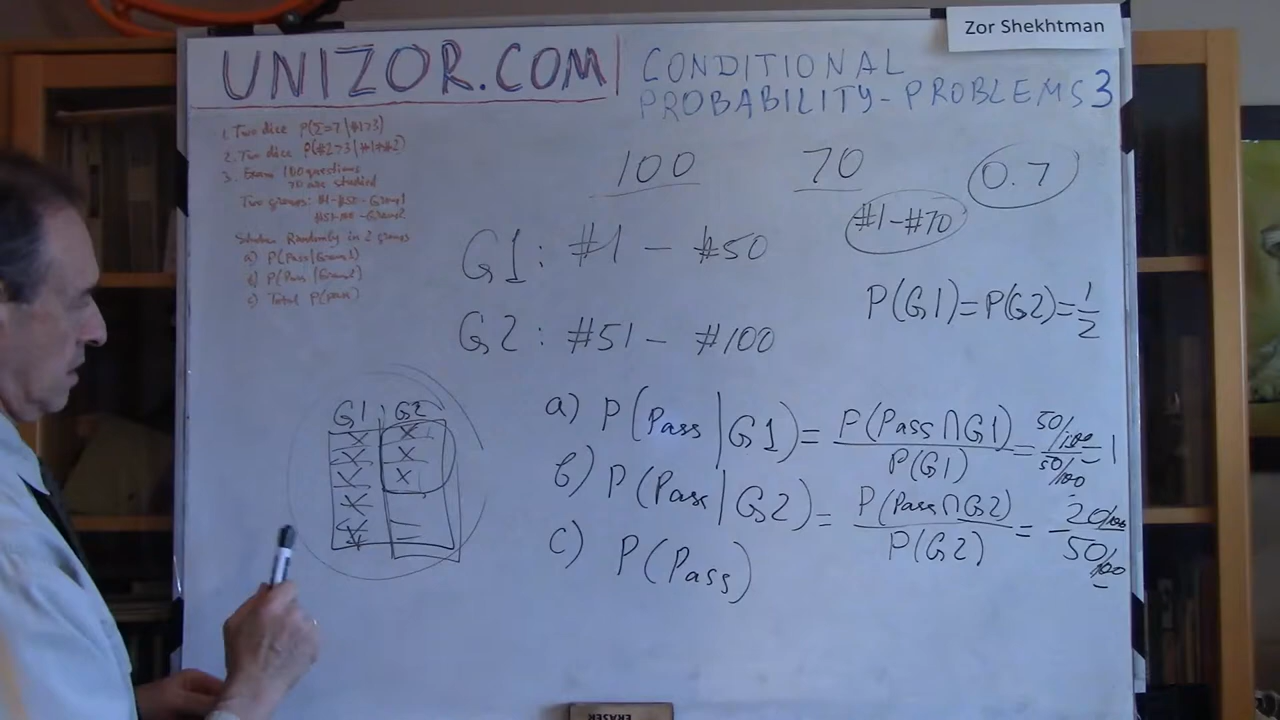 Zor Shekhtman
UNIZOR.COM
CONDITIONAL
PROBABILITY-PROBLEMS 3
1. Two dice P(Σ=7|#1>3)
2. Two dice P(#2>3|#1≠#2)
3. Exam 100 questions
70 are studied
Two groups: #1-#50 - Group1
#51-100 - Group2
Randomly in 2 groups
a) P(Pass|Group1)
b) P(Pass|Group2)
c) Total P(pass)
100 70 0.7
#1-#70
G1: #1 - #50
G2: #51 - #100
P(G1)=P(G2)=1/2
G1 G2
X X
X X
X X
X
X
a) P(Pass|G1)= P(Pass∩G1)/P(G1) = 50/100 / 50/100 = 1
b) P(Pass|G2)= P(Pass∩G2)/P(G2) = 20/100 / 50/100
c) P(Pass)
ERASER